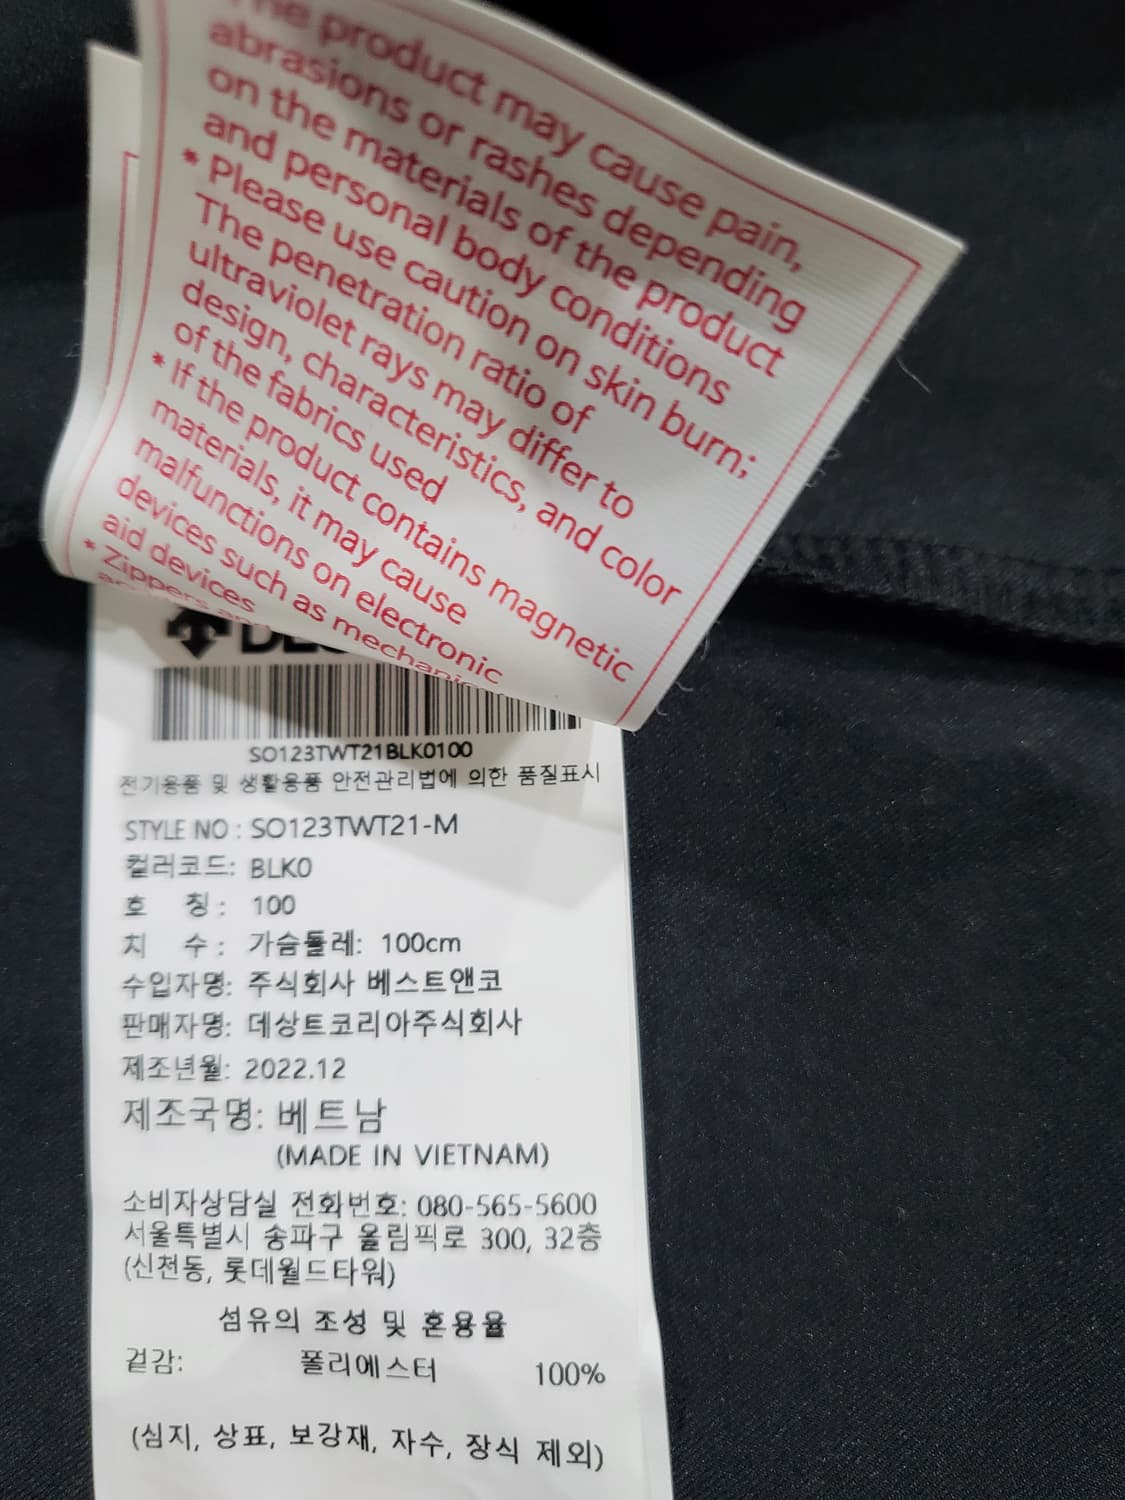 The product may cause pain,
abrasions or rashes depending
on the materials of the product
and personal body conditions
* Please use caution on skin burn;
The penetration ratio of
ultraviolet rays may differ to
design, characteristics, and color
of the fabrics used
* If the product contains magnetic
materials, it may cause
malfunctions on electronic
devices such as mechanic
aid devices
* Zippers
SO123TWT21BLK0100
전기용품 및 생활용품 안전관리법에 의한 품질표시
STYLE NO : SO123TWT21-M
컬러코드: BLK0
호 칭 : 100
치 수 : 가슴둘레: 100cm
수입자명: 주식회사 베스트앤코
판매자명: 데상트코리아주식회사
제조년월: 2022.12
제조국명: 베트남
(MADE IN VIETNAM)
소비자상담실 전화번호: 080-565-5600
서울특별시 송파구 올림픽로 300, 32층
(신천동, 롯데월드타워)
섬유의 조성 및 혼용율
겉감: 폴리에스터 100%
(심지, 상표, 보강재, 자수, 장식 제외)